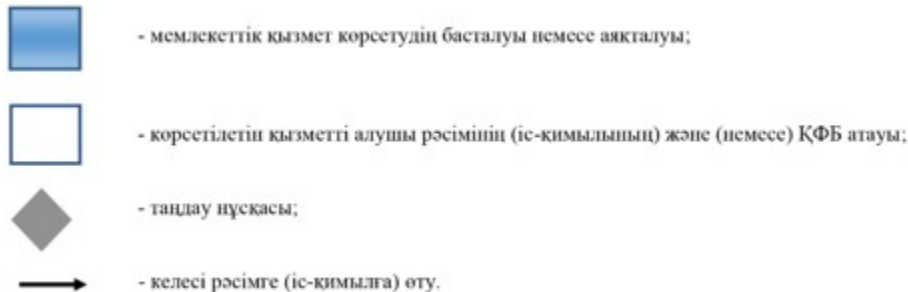 - мемлекеттік қызмет көрсетудің басталуы немесе аяқталуы;
- көрсетілетін қызметті алушы рәсімінің (іс-қимылының) және (немесе) ҚФБ атауы;
- таңдау нұсқасы;
- келесі рәсімге (іс-қимылға) өту.